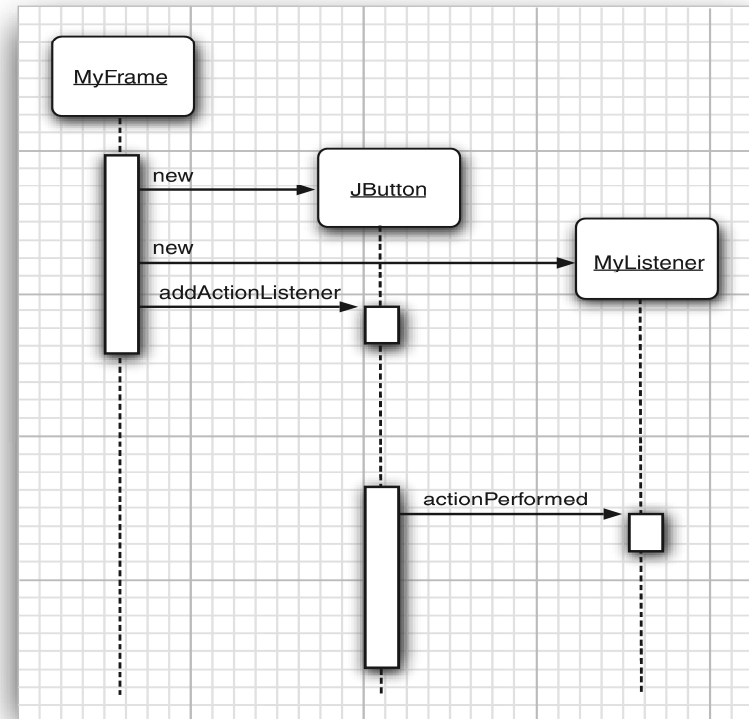 MyFrame
new
JButton
new
MyListener
addActionListener
actionPerformed